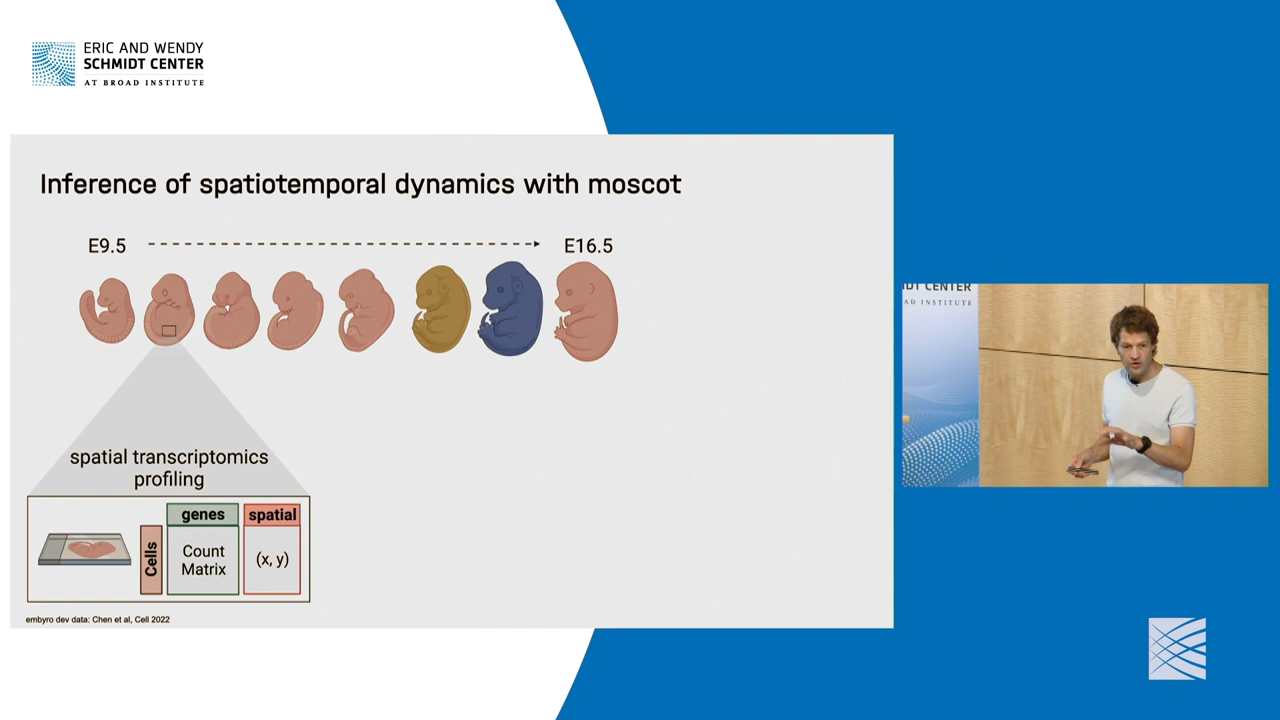 ERIC AND WENDY
SCHMIDT CENTER
AT BROAD INSTITUTE
Inference of spatiotemporal dynamics with moscot
E9.5
E16.5
spatial transcriptomics
profiling
genes
spatial
Cells
Count
Matrix
(x, y)
embyro dev data: Chen et al, Cell 2022
IDT CENTER
AD INSTITUTE